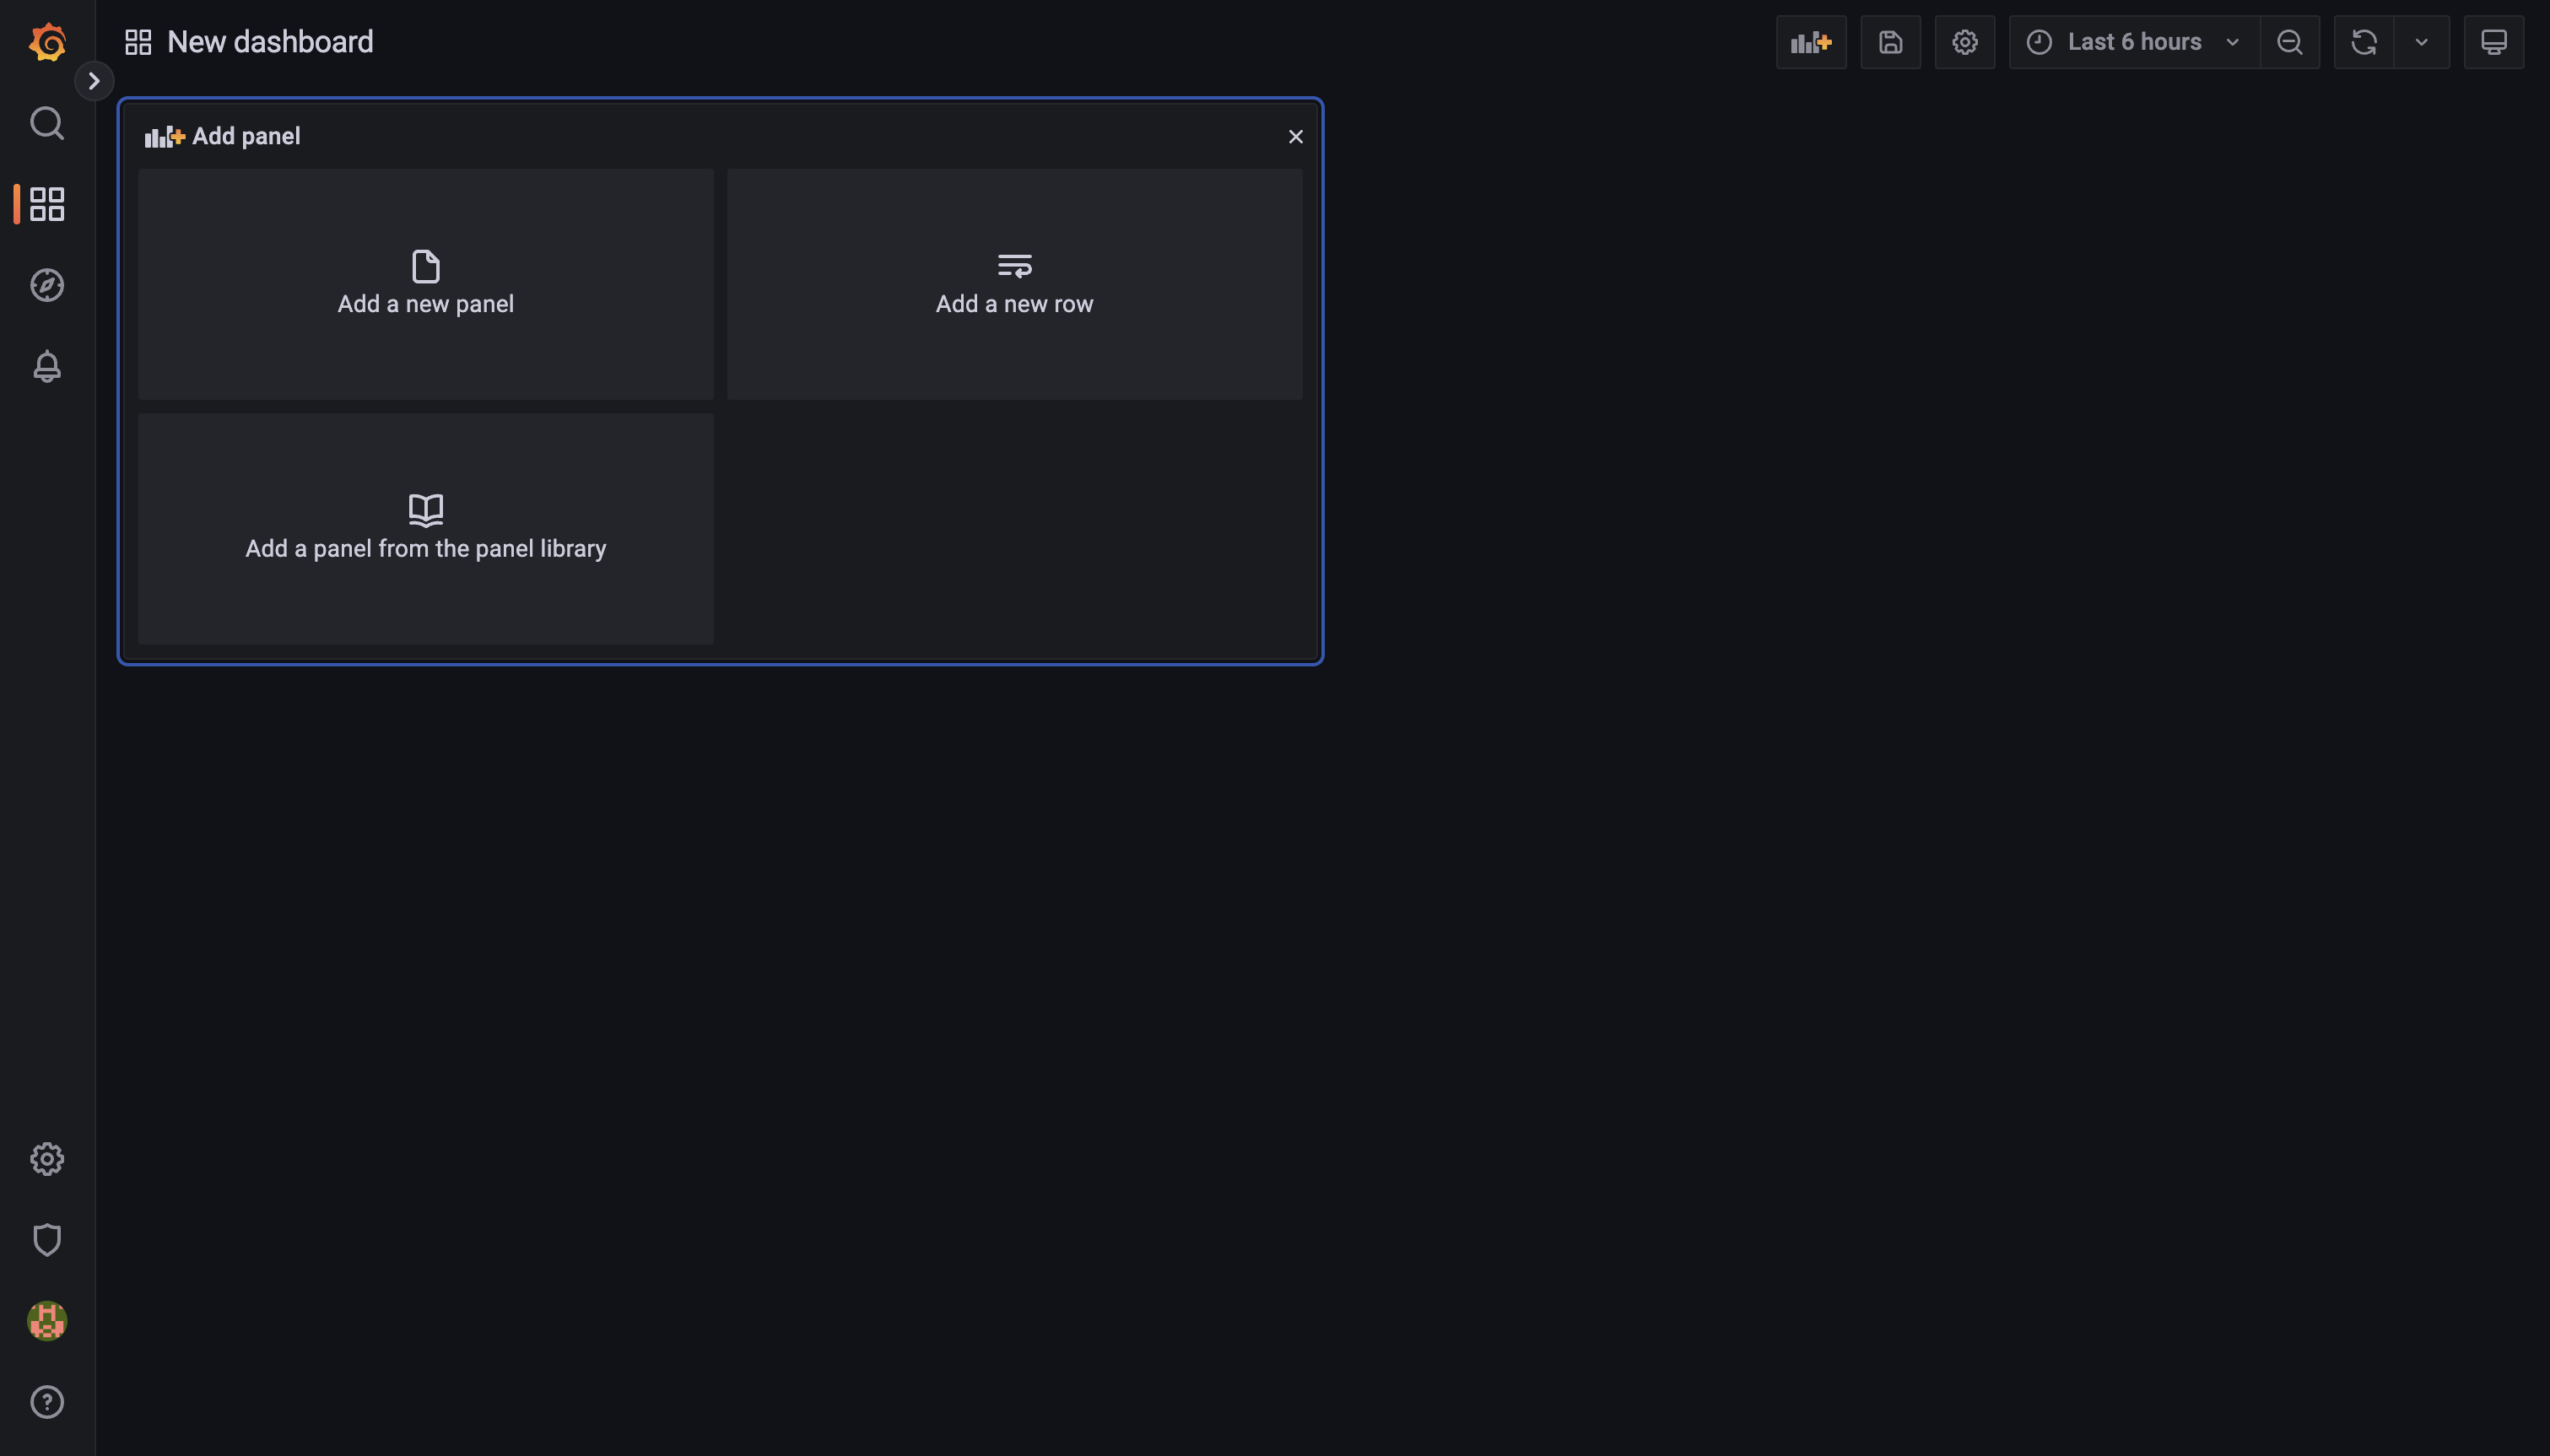 New dashboard
Last 6 hours
Add panel
Add a new panel
Add a new row
Add a panel from the panel library